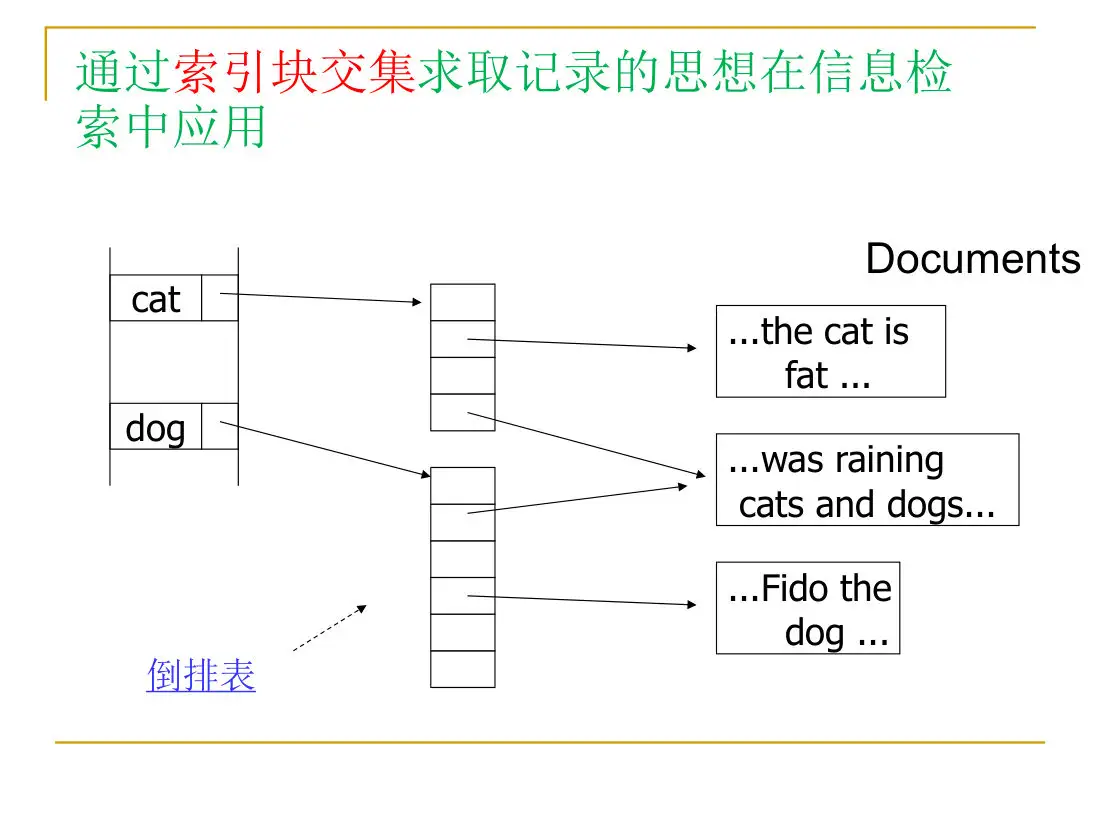 通过索引块交集求取记录的思想在信息检
索中应用
Documents
cat
dog
...the cat is
fat ...
...was raining
cats and dogs...
...Fido the
dog ...
倒排表